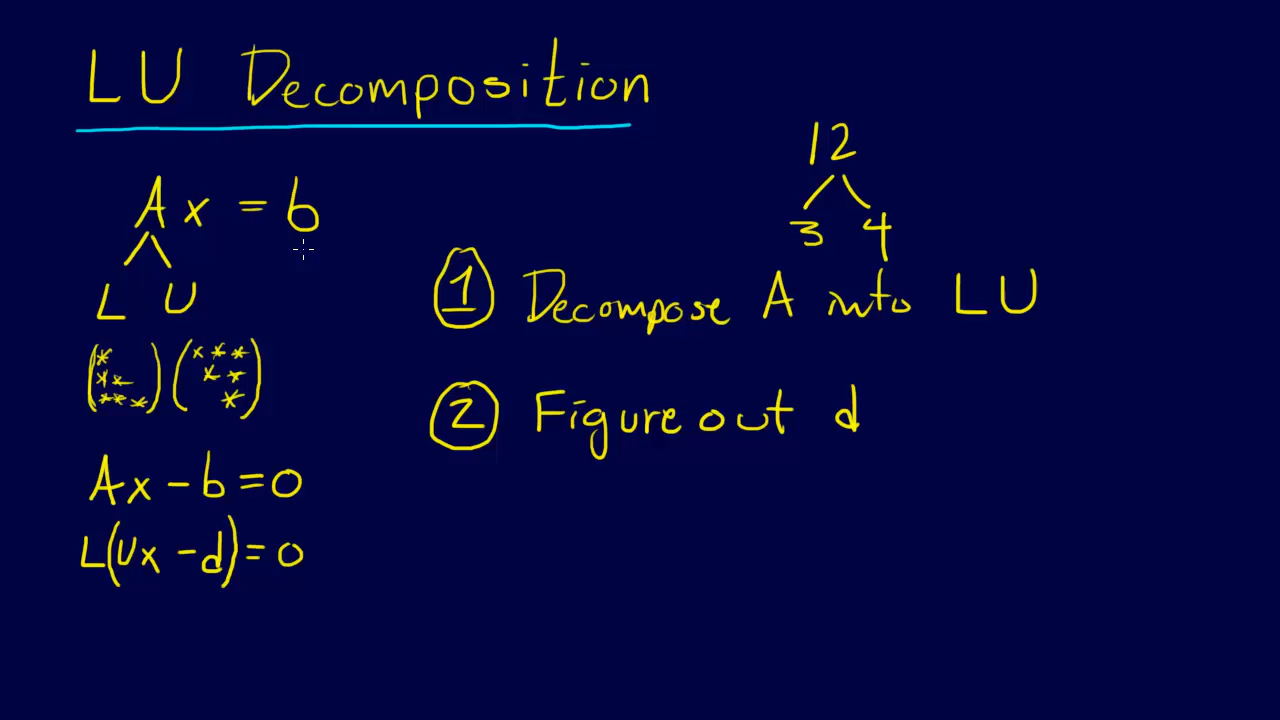 LU Decomposition
12
3 4
Ax = b
L U
(* ** ***) (*** ** *)
Ax - b = 0
L(Ux - d) = 0
1 Decompose A into LU
2 Figure out d